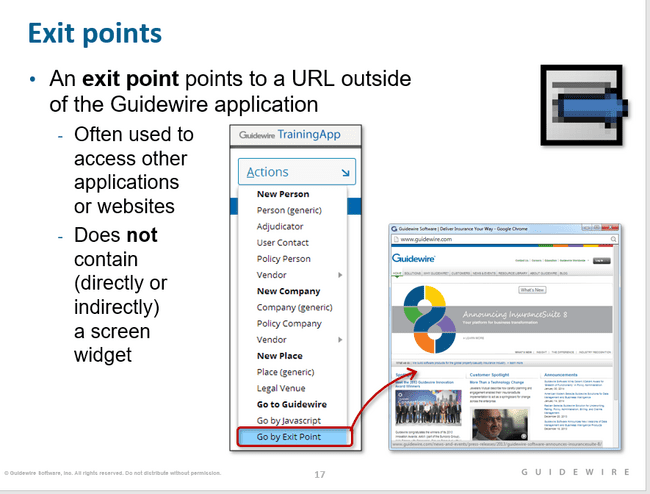 Exit points
• An exit point points to a URL outside
of the Guidewire application
- Often used to
access other
applications
or websites
- Does not
contain
(directly or
indirectly)
a screen
widget
Guidewire TrainingApp
Actions
New Person
Person (generic)
Adjudicator
User Contact
Policy Person
Vendor
New Company
Company (generic)
Policy Company
Vendor
New Place
Place (generic)
Legal Venue
Go to Guidewire
Go by Javascript
Go by Exit Point
Guidewire Software | Deliver Insurance Your Way - Google Chrome
www.guidewire.com
Guidewire
What's New
Announcing InsuranceSuite 8
Your platform for business transformation
Customer Spotlight
Announcements
More Than a Technology Change
© Guidewire Software, Inc. All rights reserved. Do not distribute without permission.
17
GUIDEWIRE